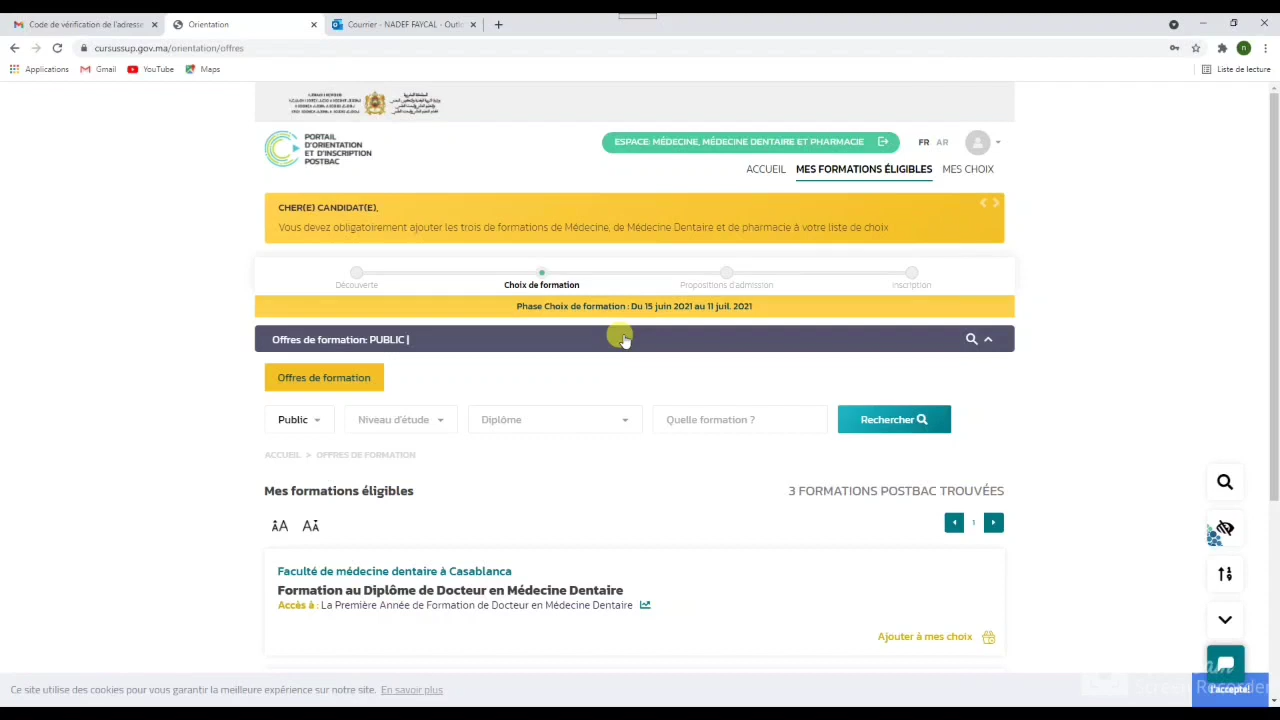 Code de vérification de l'adresse
Orientation
Courrier - NADEF FAYCAL - Outlo
cursussup.gov.ma/orientation/offres
n
Applications
Gmail
YouTube
Maps
Liste de lecture
PORTAIL
D'ORIENTATION
ET D'INSCRIPTION
POSTBAC
ESPACE: MÉDECINE, MÉDECINE DENTAIRE ET PHARMACIE
FR AR
ACCUEIL
MES FORMATIONS ÉLIGIBLES
MES CHOIX
CHER(E) CANDIDAT(E),
Vous devez obligatoirement ajouter les trois de formations de Médecine, de Médecine Dentaire et de pharmacie à votre liste de choix
Découverte
Choix de formation
Propositions d'admission
Inscription
Phase Choix de formation : Du 15 juin 2021 au 11 juil. 2021
Offres de formation: PUBLIC |
Offres de formation
Public
Niveau d'étude
Diplôme
Quelle formation ?
Rechercher
ACCUEIL > OFFRES DE FORMATION
Mes formations éligibles
3 FORMATIONS POSTBAC TROUVÉES
AA
1
Faculté de médecine dentaire à Casablanca
Formation au Diplôme de Docteur en Médecine Dentaire
Accès à : La Première Année de Formation de Docteur en Médecine Dentaire
Ajouter à mes choix
Ce site utilise des cookies pour vous garantir la meilleure expérience sur notre site. En savoir plus
J'accepte!
Screen Recorder